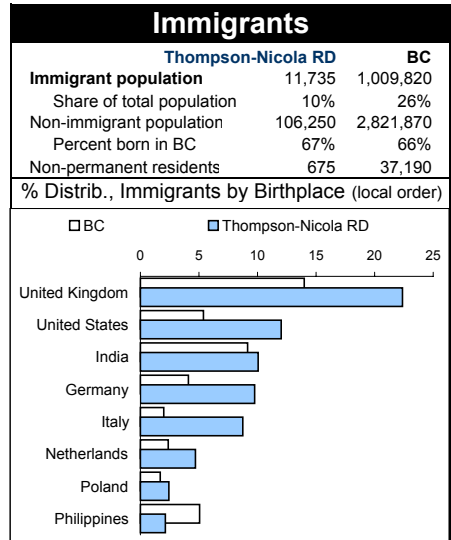 Immigrants
Thompson-Nicola RD BC
Immigrant population 11,735 1,009,820
Share of total population 10% 26%
Non-immigrant population 106,250 2,821,870
Percent born in BC 67% 66%
Non-permanent residents 675 37,190
% Distrib., Immigrants by Birthplace (local order)
BC Thompson-Nicola RD
0 5 10 15 20 25
United Kingdom
United States
India
Germany
Italy
Netherlands
Poland
Philippines